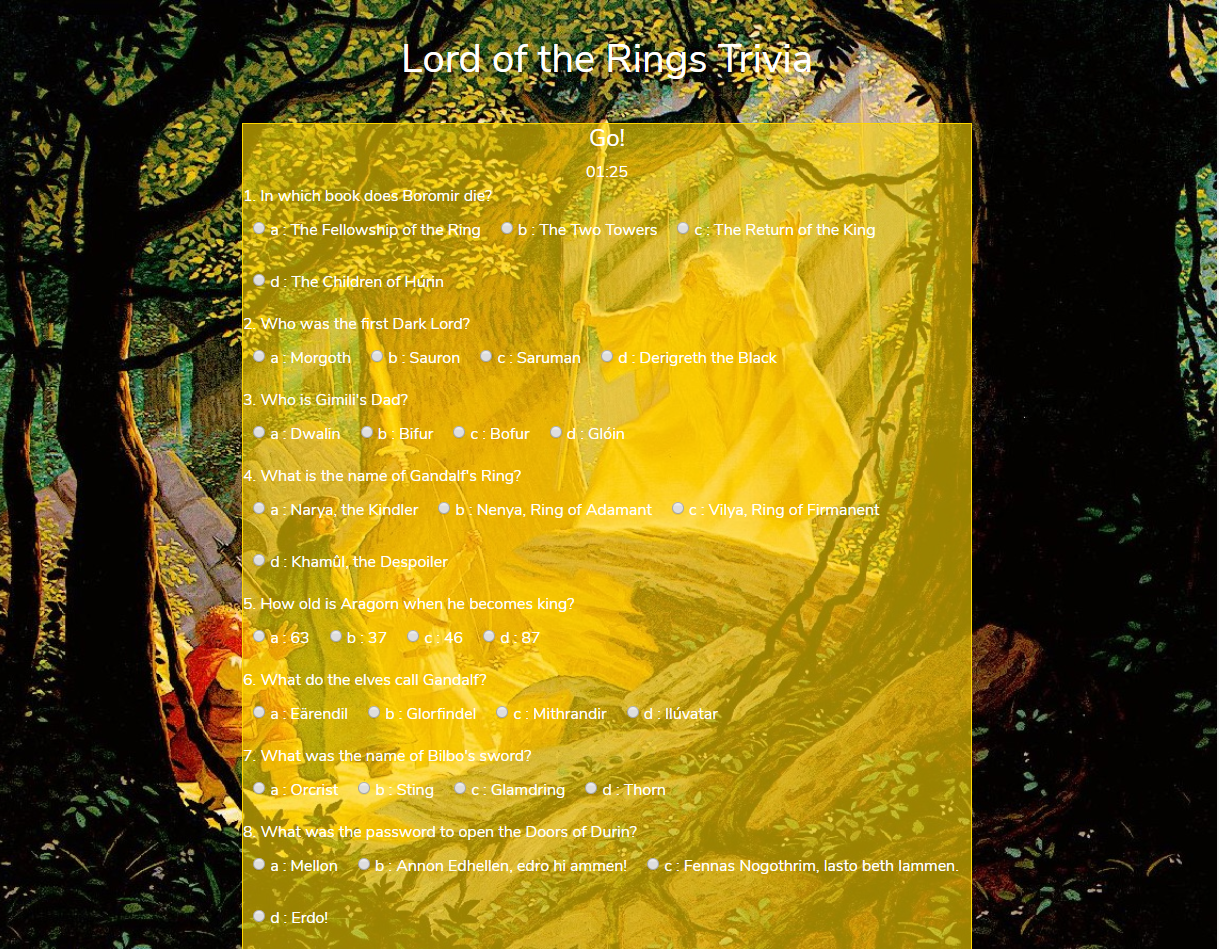 Lord of the Rings Trivia
Go!
01:25
1. In which book does Boromir die?
a : The Fellowship of the Ring b : The Two Towers c : The Return of the King
d : The Children of Húrin
2. Who was the first Dark Lord?
a : Morgoth b : Sauron c : Saruman d : Derigreth the Black
3. Who is Gimili's Dad?
a : Dwalin b : Bifur c : Bofur d : Glóin
4. What is the name of Gandalf's Ring?
a : Narya, the Kindler b : Nenya, Ring of Adamant c : Vilya, Ring of Firmanent
d : Khamûl, the Despoiler
5. How old is Aragorn when he becomes king?
a : 63 b : 37 c : 46 d : 87
6. What do the elves call Gandalf?
a : Eärendil b : Glorfindel c : Mithrandir d : Ilúvatar
7. What was the name of Bilbo's sword?
a : Orcrist b : Sting c : Glamdring d : Thorn
8. What was the password to open the Doors of Durin?
a : Mellon b : Annon Edhellen, edro hi ammen! c : Fennas Nogothrim, lasto beth lammen.
d : Erdo!